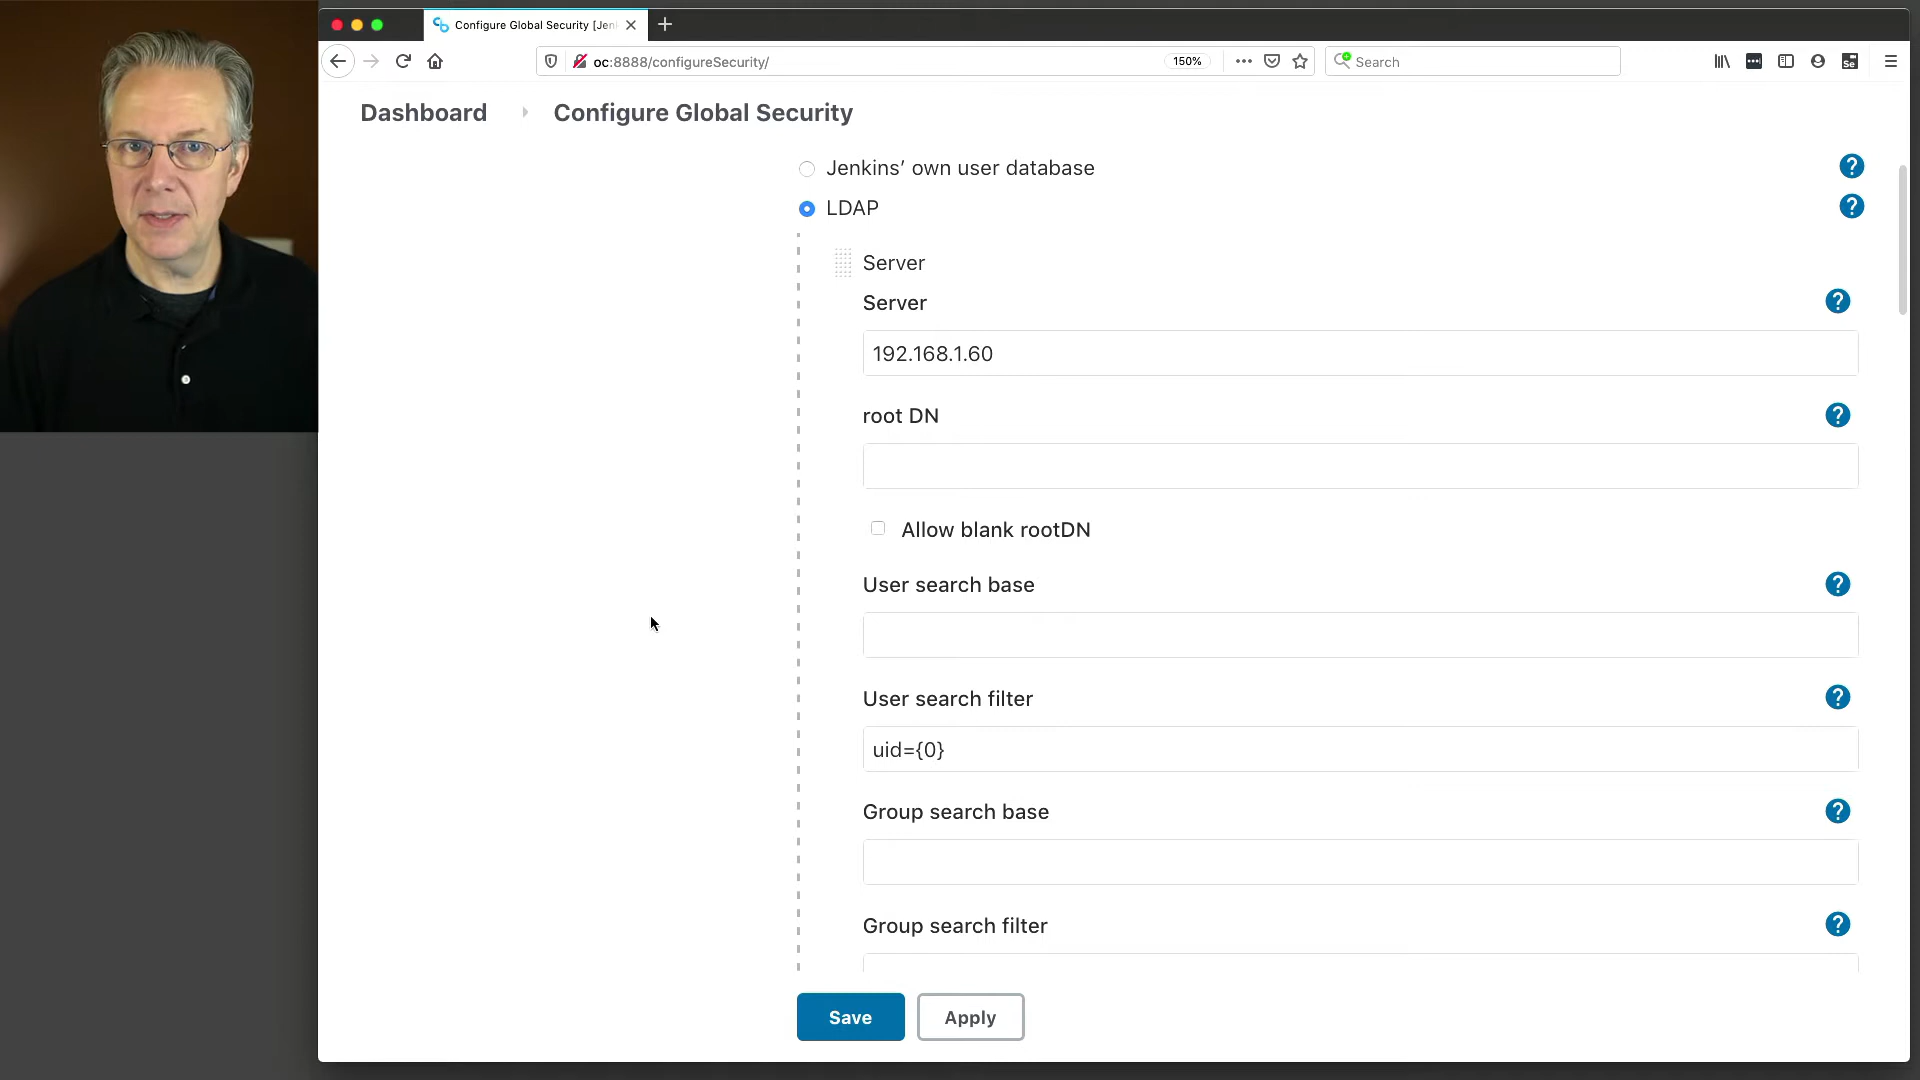 Configure Global Security [Jen
oc:8888/configureSecurity/
150%
Search
Se
Dashboard
Configure Global Security
Jenkins’ own user database
?
LDAP
?
Server
Server
?
192.168.1.60
root DN
?
Allow blank rootDN
User search base
?
User search filter
?
uid={0}
Group search base
?
Group search filter
?
Save
Apply